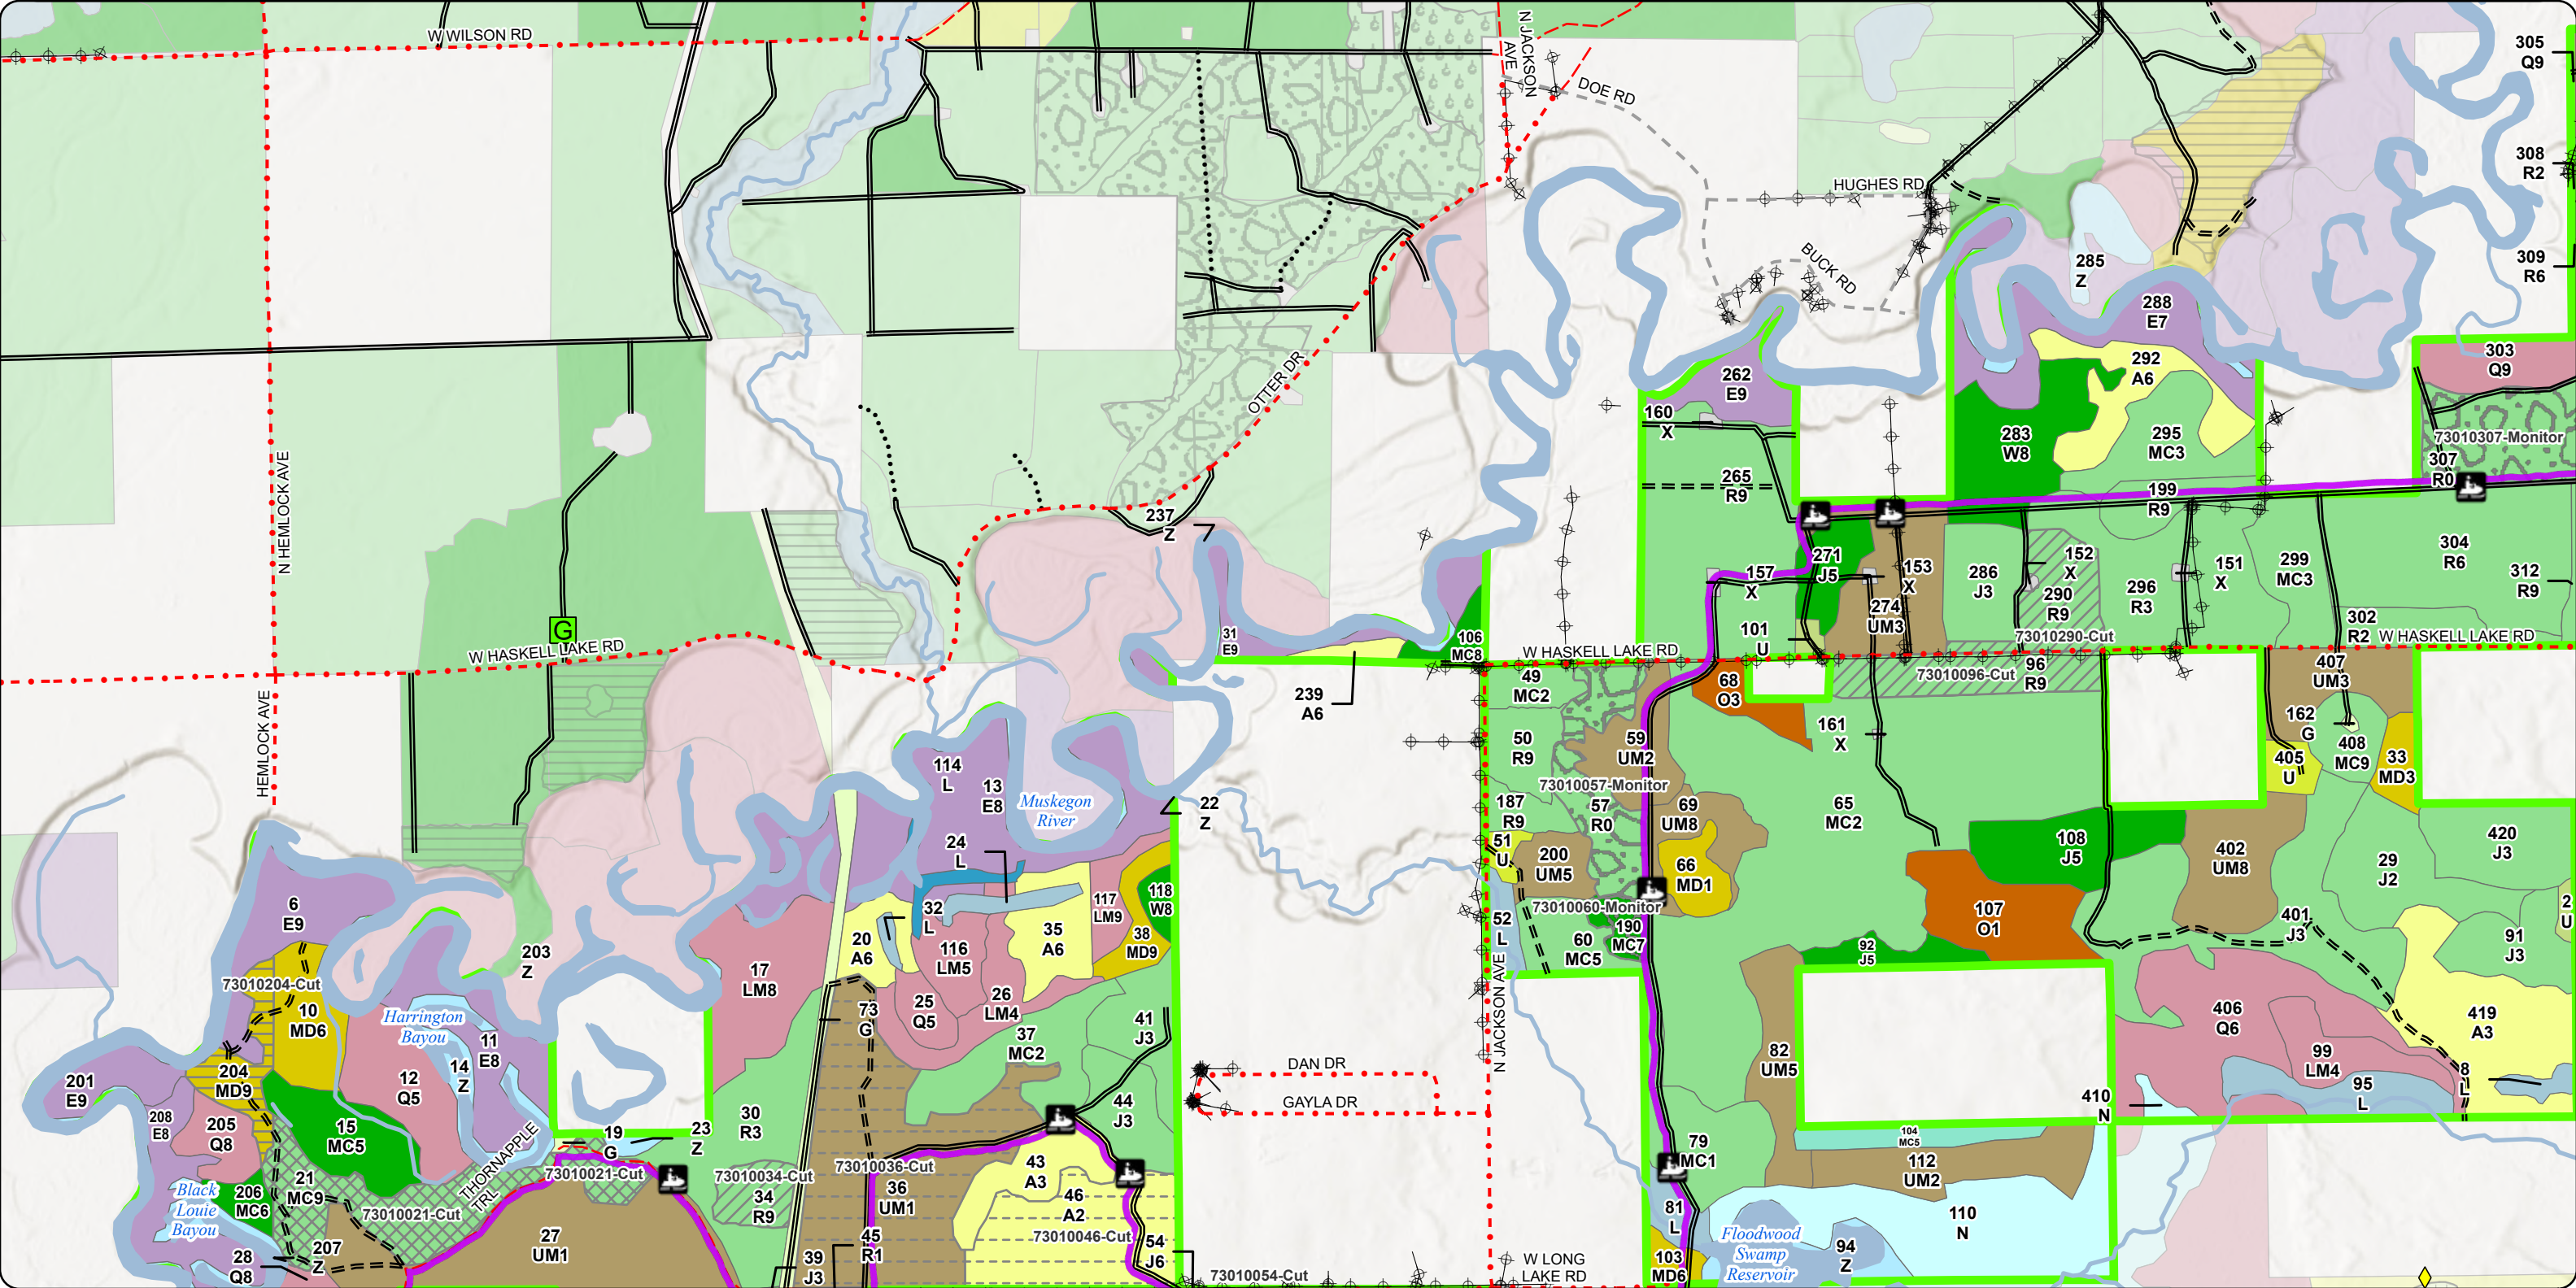 W WILSON RD
N JACKSON
AVE
DOE RD
HUGHES RD
BUCK RD
305
Q9
308
R2
309
R6
285
Z
288
E7
292
A6
303
Q9
262
E9
160
X
283
W8
295
MC3
73010307-Monitor
307
R0
265
R9
199
R9
OTTER DR
N HEMLOCK AVE
237
Z
271
J5
157
X
153
X
286
J3
152
X
290
R9
296
R3
151
X
299
MC3
304
R6
312
R9
274
UM3
101
U
302
R2
W HASKELL LAKE RD
73010290-Cut
G
W HASKELL LAKE RD
31
E9
106
MC8
W HASKELL LAKE RD
96
R9
73010096-Cut
407
UM3
239
A6
49
MC2
68
O3
161
X
162
G
408
MC9
33
MD3
405
U
HEMLOCK AVE
50
R9
59
UM2
73010057-Monitor
114
L
13
E8
Muskegon
River
22
Z
187
R9
57
R0
69
UM8
65
MC2
24
L
51
U
200
UM5
66
MD1
108
J5
402
UM8
29
J2
420
J3
6
E9
32
L
117
LM9
118
W8
73010060-Monitor
107
O1
401
J3
2
U
20
A6
35
A6
38
MD9
52
L
60
MC5
190
MC7
92
J5
91
J3
203
Z
17
LM8
116
LM5
73010204-Cut
10
MD6
Harrington
Bayou
11
E8
14
Z
73
G
25
Q5
26
LM4
37
MC2
41
J3
N JACKSON AVE
406
Q6
419
A3
82
UM5
99
LM4
95
L
8
L
201
E9
204
MD9
12
Q5
DAN DR
GAYLA DR
410
N
208
E8
205
Q8
15
MC5
30
R3
44
J3
19
G
23
Z
104
MC5
79
MC1
112
UM2
THORNAPPLE
TRL
73010021-Cut
73010034-Cut
34
R9
73010036-Cut
36
UM1
43
A3
46
A2
73010046-Cut
Black
Louie
Bayou
206
MC6
21
MC9
73010021-Cut
27
UM1
28
Q8
207
Z
39
J3
45
R1
54
J6
73010054-Cut
W LONG
LAKE RD
81
L
103
MD6
Floodwood
Swamp
Reservoir
94
Z
110
N